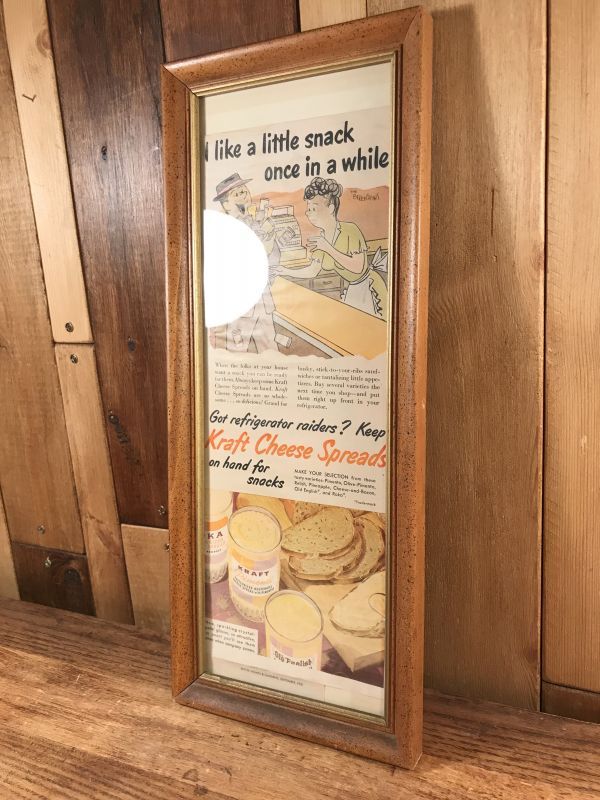 I like a little snack
once in a while
When the folks at your house
want a snack you can be ready
for them. Always keep some Kraft
Cheese Spreads on hand. Kraft
Cheese Spreads are so whole-
some . . . so delicious! Grand for
husky, stick-to-your-ribs sand-
wiches or tantalizing little appe-
tizers. Buy several varieties the
next time you shop—and put
them right up front in your
refrigerator.
Got refrigerator raiders? Keep
Kraft Cheese Spreads
on hand for
snacks
MAKE YOUR SELECTION from these
tasty varieties—Pimento, Olive-Pimento,
Relish, Pineapple, Cheese-and-Bacon,
Old English*, and Roka*.
*Trademark
KA
KRAFT
Old English
sparkling crystal-